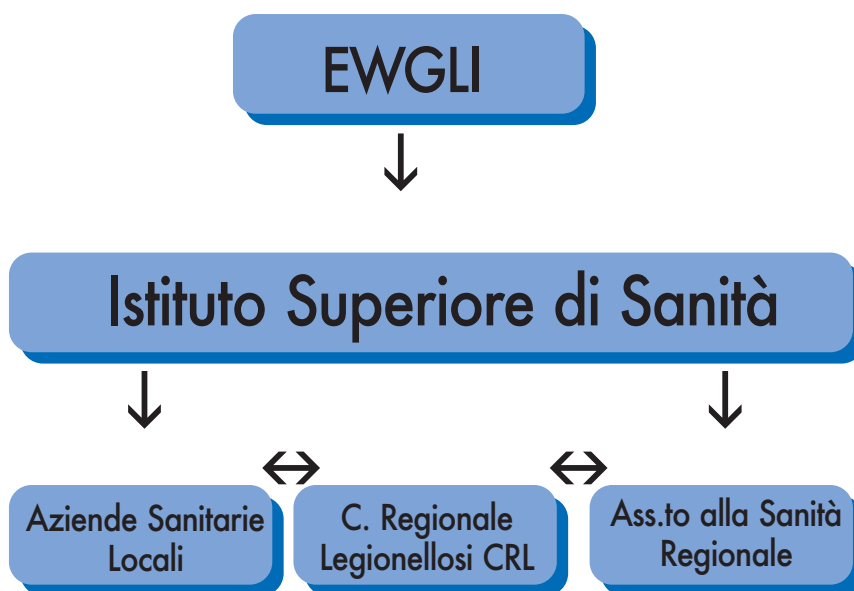 EWGLI
Istituto Superiore di Sanità
Aziende Sanitarie
Locali
C. Regionale
Legionellosi CRL
Ass.to alla Sanità
Regionale